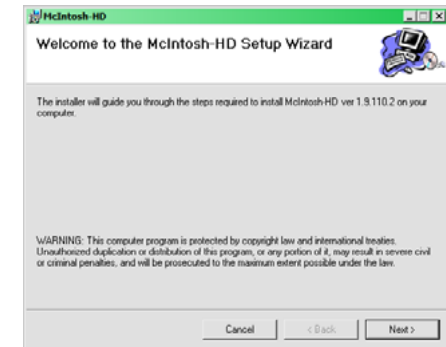 McIntosh-HD
Welcome to the McIntosh-HD Setup Wizard
The installer will guide you through the steps required to install McIntosh-HD ver 1.9.110.2 on your
computer.
WARNING: This computer program is protected by copyright law and international treaties.
Unauthorized duplication or distribution of this program, or any portion of it, may result in severe civil
or criminal penalties, and will be prosecuted to the maximum extent possible under the law.
Cancel
< Back
Next >